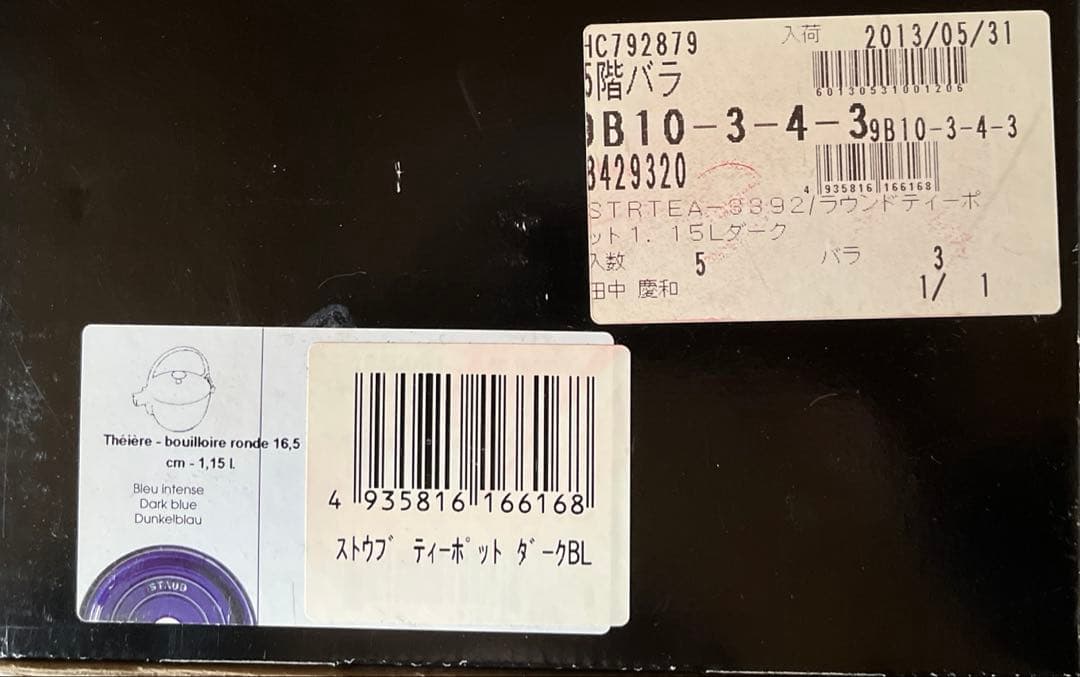 HC792879
入荷 2013/05/31
5階バラ
60130531001206
9B10-3-4-3
9B10-3-4-3
8429320
4 935816 166168
STRTEA-3392/ラウンドティーポ
ット1.15Lダーク
入数 5 バラ 3
田中 慶和 1/ 1
Théière - bouilloire ronde 16,5
cm - 1,15 l.
Bleu intense
Dark blue
Dunkelblau
STAUB
4 935816 166168
ストウブ ティーポット ダークBL